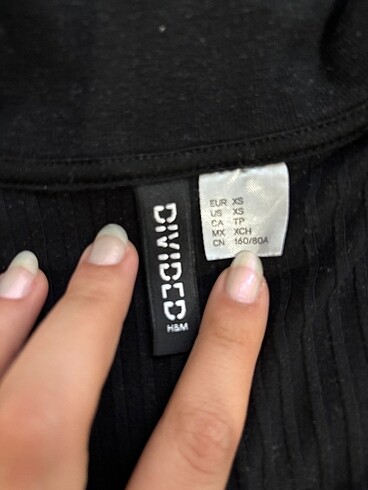 DIVIDED
H&M
EUR XS
US XS
CA TP
MX XCH
CN 160/80A